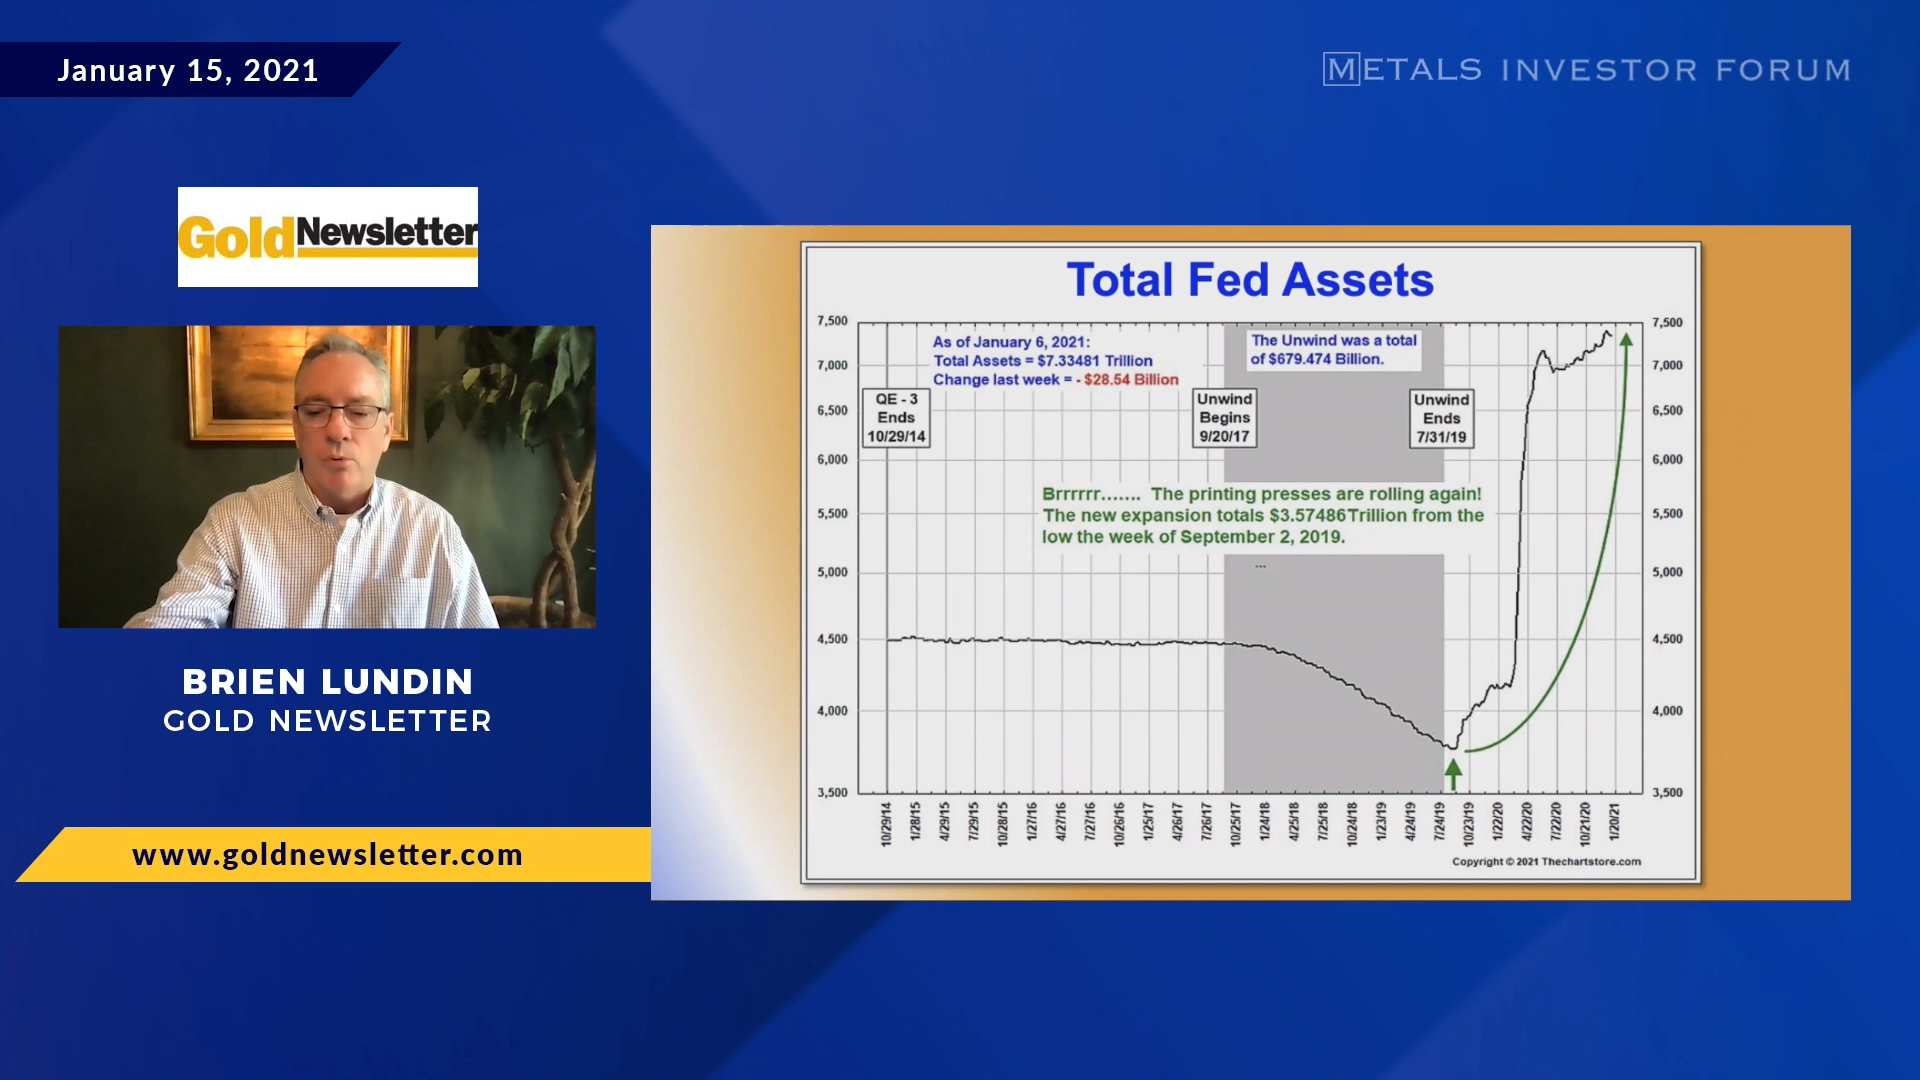 January 15, 2021
METALS INVESTOR FORUM
GoldNewsletter
BRIEN LUNDIN
GOLD NEWSLETTER
www.goldnewsletter.com
Total Fed Assets
7,500
7,000
6,500
6,000
5,500
5,000
4,500
4,000
3,500
As of January 6, 2021:
Total Assets = $7.33481 Trillion
Change last week = - $28.54 Billion
The Unwind was a total
of $679.474 Billion.
QE - 3
Ends
10/29/14
Unwind
Begins
9/20/17
Unwind
Ends
7/31/19
Brrrrrr....... The printing presses are rolling again!
The new expansion totals $3.57486Trillion from the
low the week of September 2, 2019.
...
7,500
7,000
6,500
6,000
5,500
5,000
4,500
4,000
3,500
10/29/14
1/28/15
4/29/15
7/29/15
10/28/15
1/27/16
4/27/16
7/27/16
10/26/16
1/25/17
4/26/17
7/26/17
10/25/17
1/24/18
4/25/18
7/25/18
10/24/18
1/23/19
4/24/19
7/24/19
10/23/19
1/22/20
4/22/20
7/22/20
10/21/20
1/20/21
Copyright © 2021 Thechartstore.com